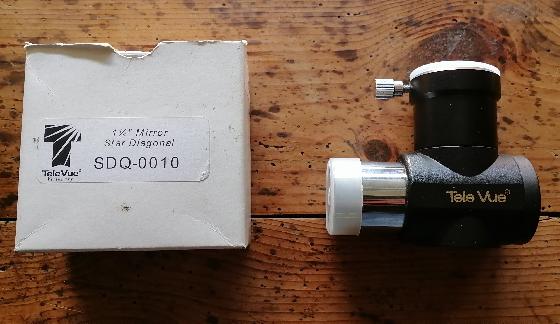 1¼" Mirror
Star Diagonal
SDQ-0010
TeleVue®
Tele Vue®